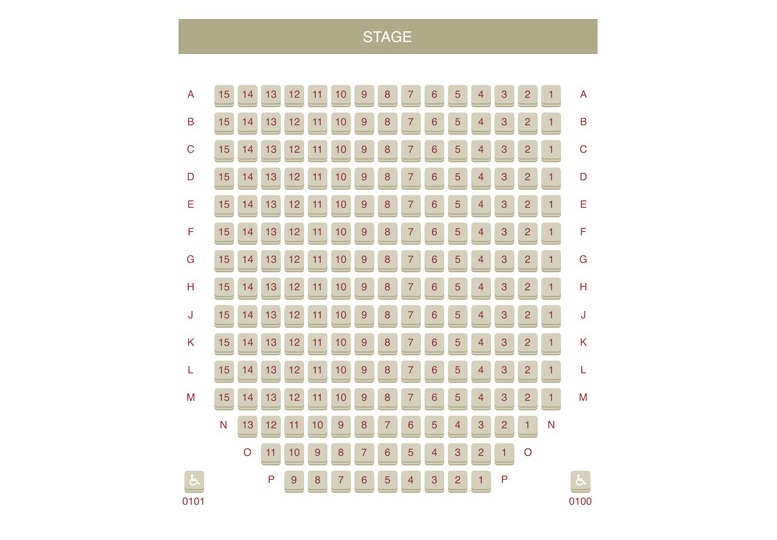 STAGE
A 15 14 13 12 11 10 9 8 7 6 5 4 3 2 1 A
B 15 14 13 12 11 10 9 8 7 6 5 4 3 2 1 B
C 15 14 13 12 11 10 9 8 7 6 5 4 3 2 1 C
D 15 14 13 12 11 10 9 8 7 6 5 4 3 2 1 D
E 15 14 13 12 11 10 9 8 7 6 5 4 3 2 1 E
F 15 14 13 12 11 10 9 8 7 6 5 4 3 2 1 F
G 15 14 13 12 11 10 9 8 7 6 5 4 3 2 1 G
H 15 14 13 12 11 10 9 8 7 6 5 4 3 2 1 H
J 15 14 13 12 11 10 9 8 7 6 5 4 3 2 1 J
K 15 14 13 12 11 10 9 8 7 6 5 4 3 2 1 K
L 15 14 13 12 11 10 9 8 7 6 5 4 3 2 1 L
M 15 14 13 12 11 10 9 8 7 6 5 4 3 2 1 M
N 13 12 11 10 9 8 7 6 5 4 3 2 1 N
O 11 10 9 8 7 6 5 4 3 2 1 O
P 9 8 7 6 5 4 3 2 1 P
0101 0100